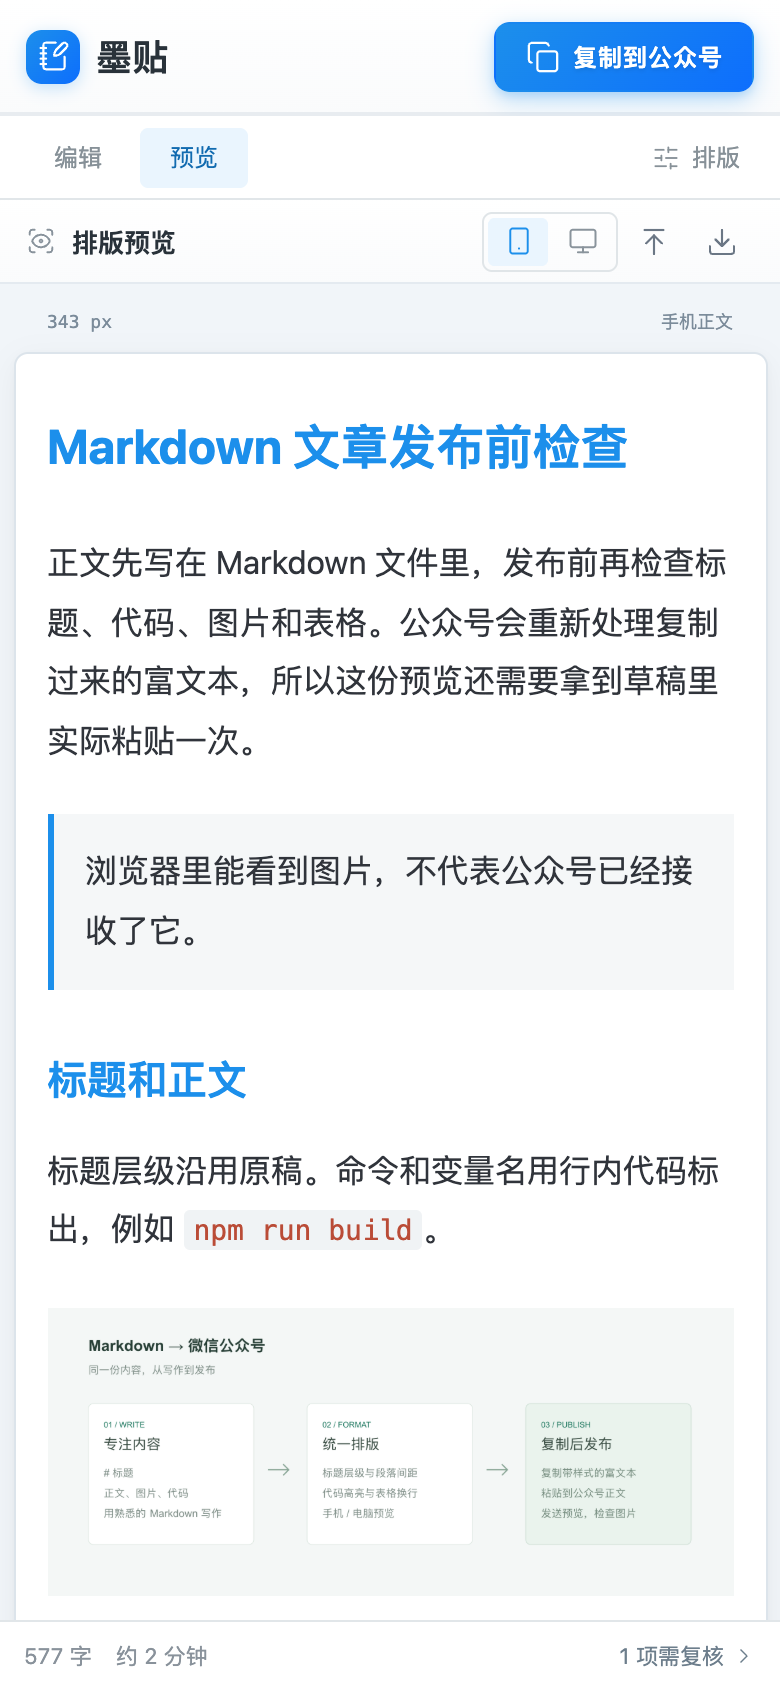 墨贴
复制到公众号
编辑
预览
排版
排版预览
343 px
手机正文
Markdown 文章发布前检查
正文先写在 Markdown 文件里，发布前再检查标
题、代码、图片和表格。公众号会重新处理复制
过来的富文本，所以这份预览还需要拿到草稿里
实际粘贴一次。
浏览器里能看到图片，不代表公众号已经接
收了它。
标题和正文
标题层级沿用原稿。命令和变量名用行内代码标
出，例如 npm run build。
Markdown → 微信公众号
同一份内容，从写作到发布
01 / WRITE
专注内容
# 标题
正文、图片、代码
用熟悉的 Markdown 写作
→
02 / FORMAT
统一排版
标题层级与段落间距
代码高亮与表格换行
手机 / 电脑预览
→
03 / PUBLISH
复制后发布
复制带样式的富文本
粘贴到公众号正文
发送预览，检查图片
577 字 约 2 分钟
1 项需复核